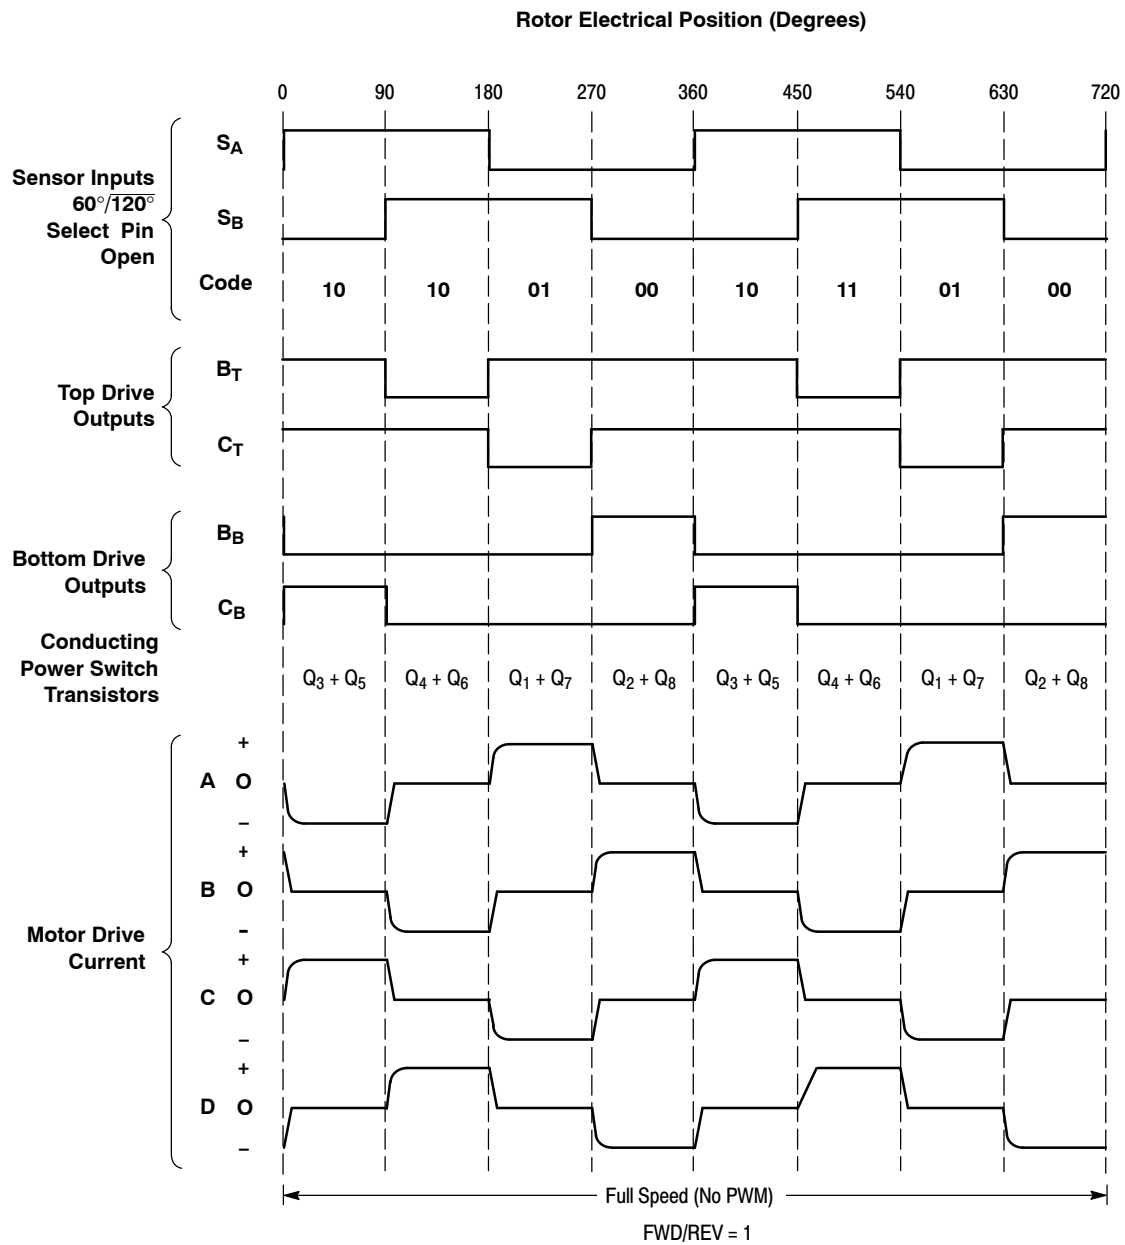 Rotor Electrical Position (Degrees)
0 90 180 270 360 450 540 630 720
Sensor Inputs
60°/120°
Select Pin
Open
SA
SB
Code
10 10 01 00 10 11 01 00
Top Drive
Outputs
BT
CT
Bottom Drive
Outputs
BB
CB
Conducting
Power Switch
Transistors
Q3 + Q5 Q4 + Q6 Q1 + Q7 Q2 + Q8 Q3 + Q5 Q4 + Q6 Q1 + Q7 Q2 + Q8
Motor Drive
Current
+
A O
–
+
B O
-
+
C O
–
+
D O
–
Full Speed (No PWM)
FWD/REV = 1